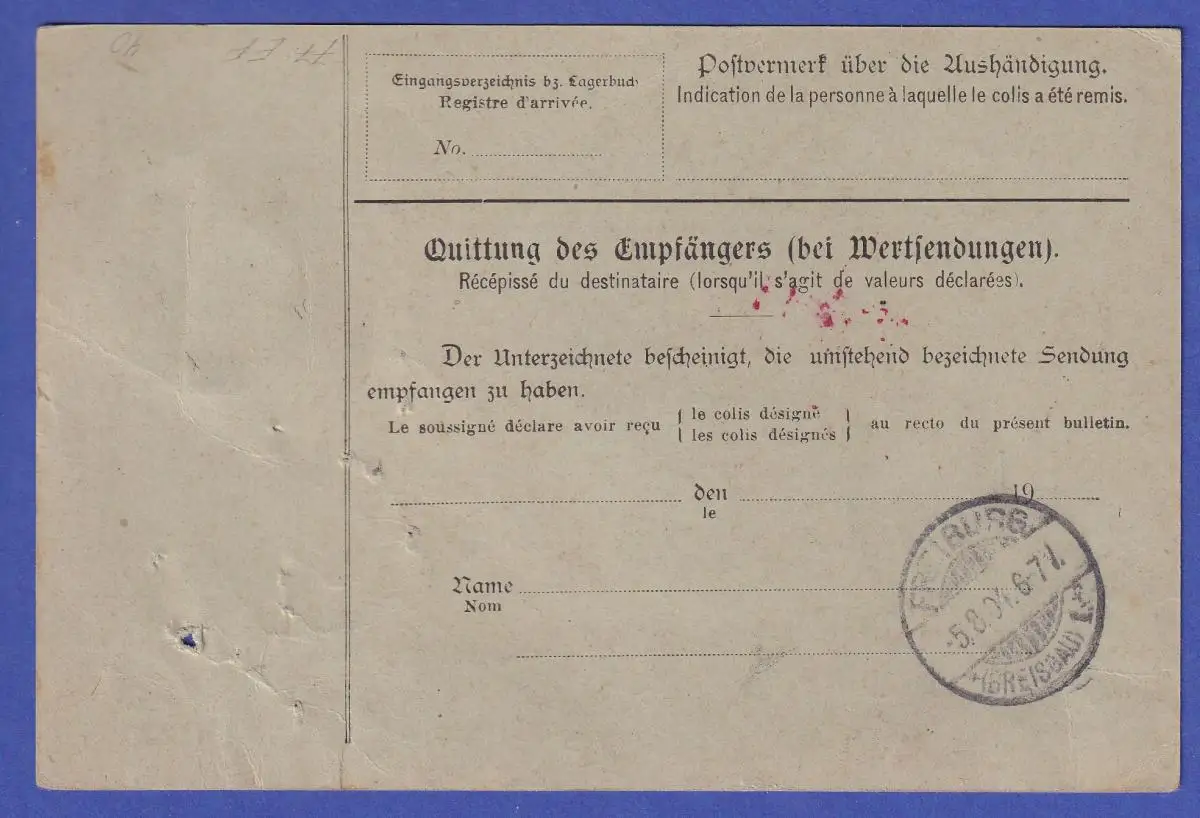 Eingangsverzeichnis bz. Lagerbuch
Registre d'arrivée.
No.
Postvermerk über die Aushändigung.
Indication de la personne à laquelle le colis a été remis.
Quittung des Empfängers (bei Wertsendungen).
Récépissé du destinataire (lorsqu'il s'agit de valeurs déclarées).
Der Unterzeichnete bescheinigt, die umstehend bezeichnete Sendung
empfangen zu haben.
Le soussigné déclare avoir reçu { le colis désigné } au recto du présent bulletin.
{ les colis désignés }
den 19
le
Name
Nom
FREIBURG
5.8.04. 6-7
(BREISGAU)